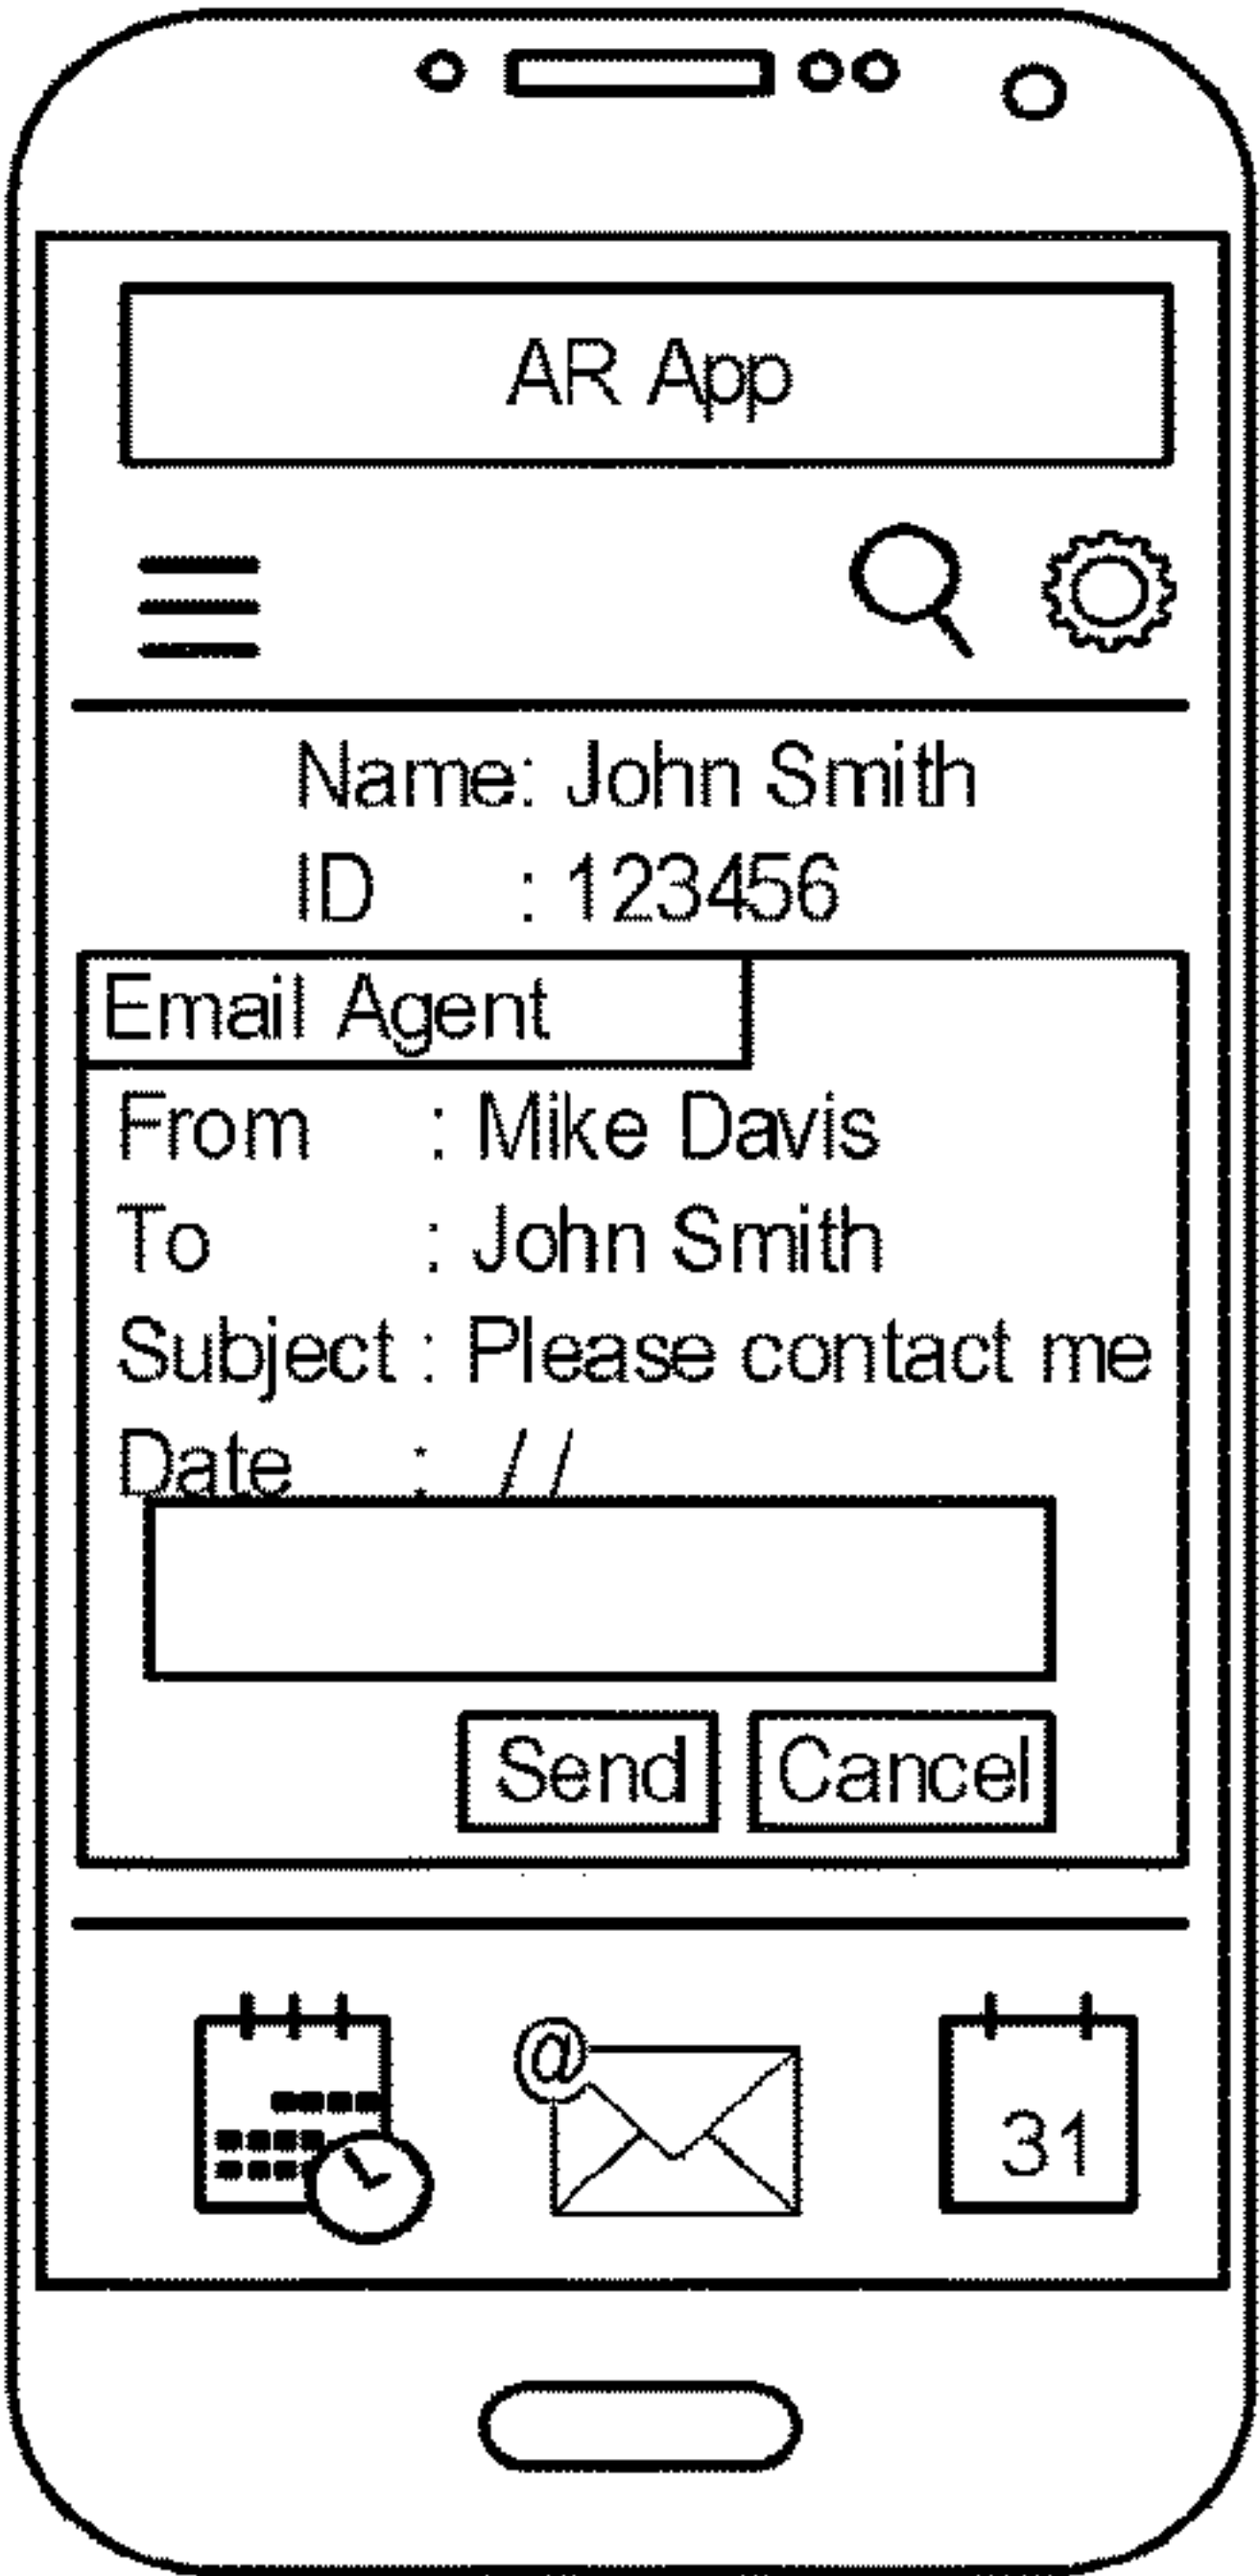 AR App
Name: John Smith
ID : 123456
Email Agent
From : Mike Davis
To : John Smith
Subject : Please contact me
Date : / /
Send Cancel
@
31